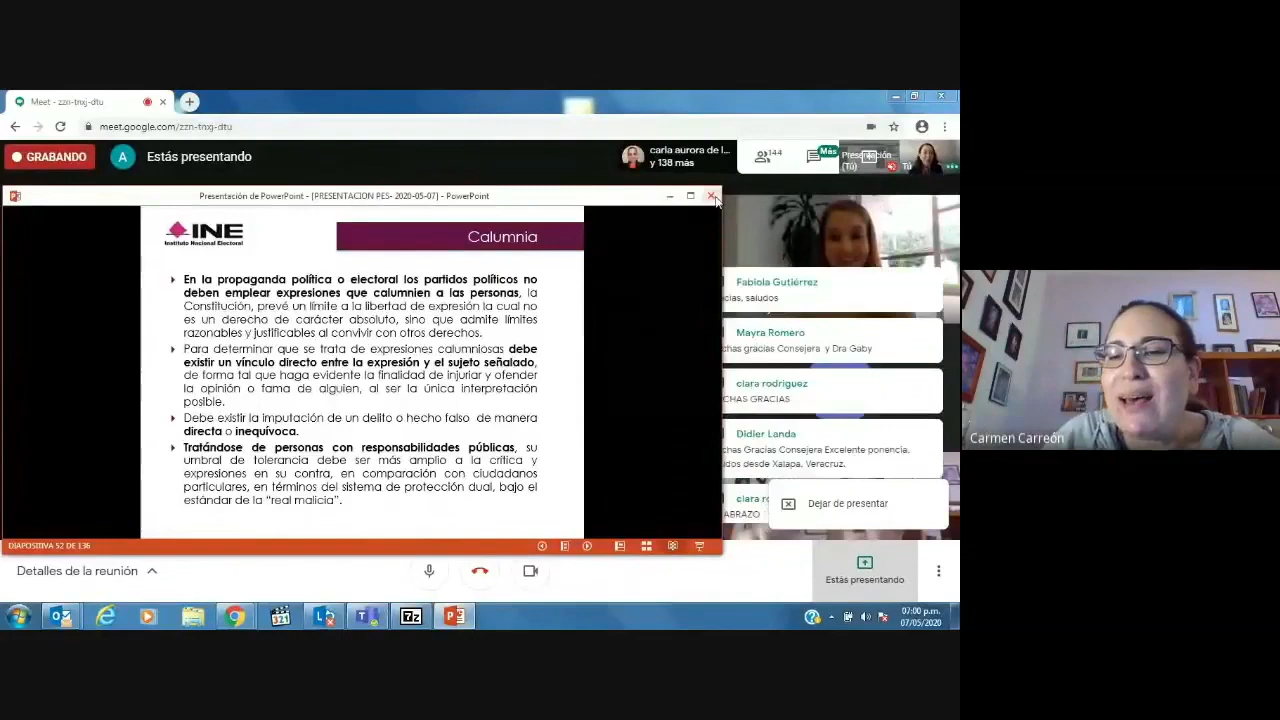 Meet - zzn-tnxj-dtu
meet.google.com/zzn-tnxj-dtu
GRABANDO
A
Estás presentando
carla aurora de l...
y 138 más
144
Más
Presentación
(Tú)
Tú
Presentación de PowerPoint - [PRESENTACION PES- 2020-05-07] - PowerPoint
INE
Instituto Nacional Electoral
Calumnia
En la propaganda política o electoral los partidos políticos no
deben emplear expresiones que calumnien a las personas, la
Constitución, prevé un límite a la libertad de expresión la cual no
es un derecho de carácter absoluto, sino que admite límites
razonables y justificables al convivir con otros derechos.
Para determinar que se trata de expresiones calumniosas debe
existir un vínculo directo entre la expresión y el sujeto señalado,
de forma tal que haga evidente la finalidad de injuriar y ofender
la opinión o fama de alguien, al ser la única interpretación
posible.
Debe existir la imputación de un delito o hecho falso de manera
directa o inequívoca.
Tratándose de personas con responsabilidades públicas, su
umbral de tolerancia debe ser más amplio a la crítica y
expresiones en su contra, en comparación con ciudadanos
particulares, en términos del sistema de protección dual, bajo el
estándar de la “real malicia”.
DIAPOSITIVA 52 DE 136
Fabiola Gutiérrez
cias, saludos
Mayra Romero
chas gracias Consejera y Dra Gaby
clara rodriguez
CHAS GRACIAS
Didier Landa
chas Gracias Consejera Excelente ponencia.
dos desde Xalapa, Veracruz.
clara ro
ABRAZO
Dejar de presentar
Carmen Carreón
Detalles de la reunión
Estás presentando
321
7z
07:00 p.m.
07/05/2020